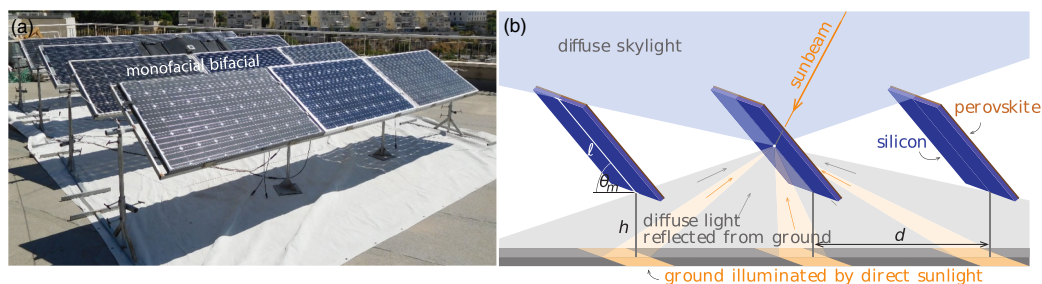 (a)
monofacial bifacial
(b)
diffuse skylight
sunbeam
perovskite
silicon
ℓ
θm
h
diffuse light
reflected from ground
d
ground illuminated by direct sunlight